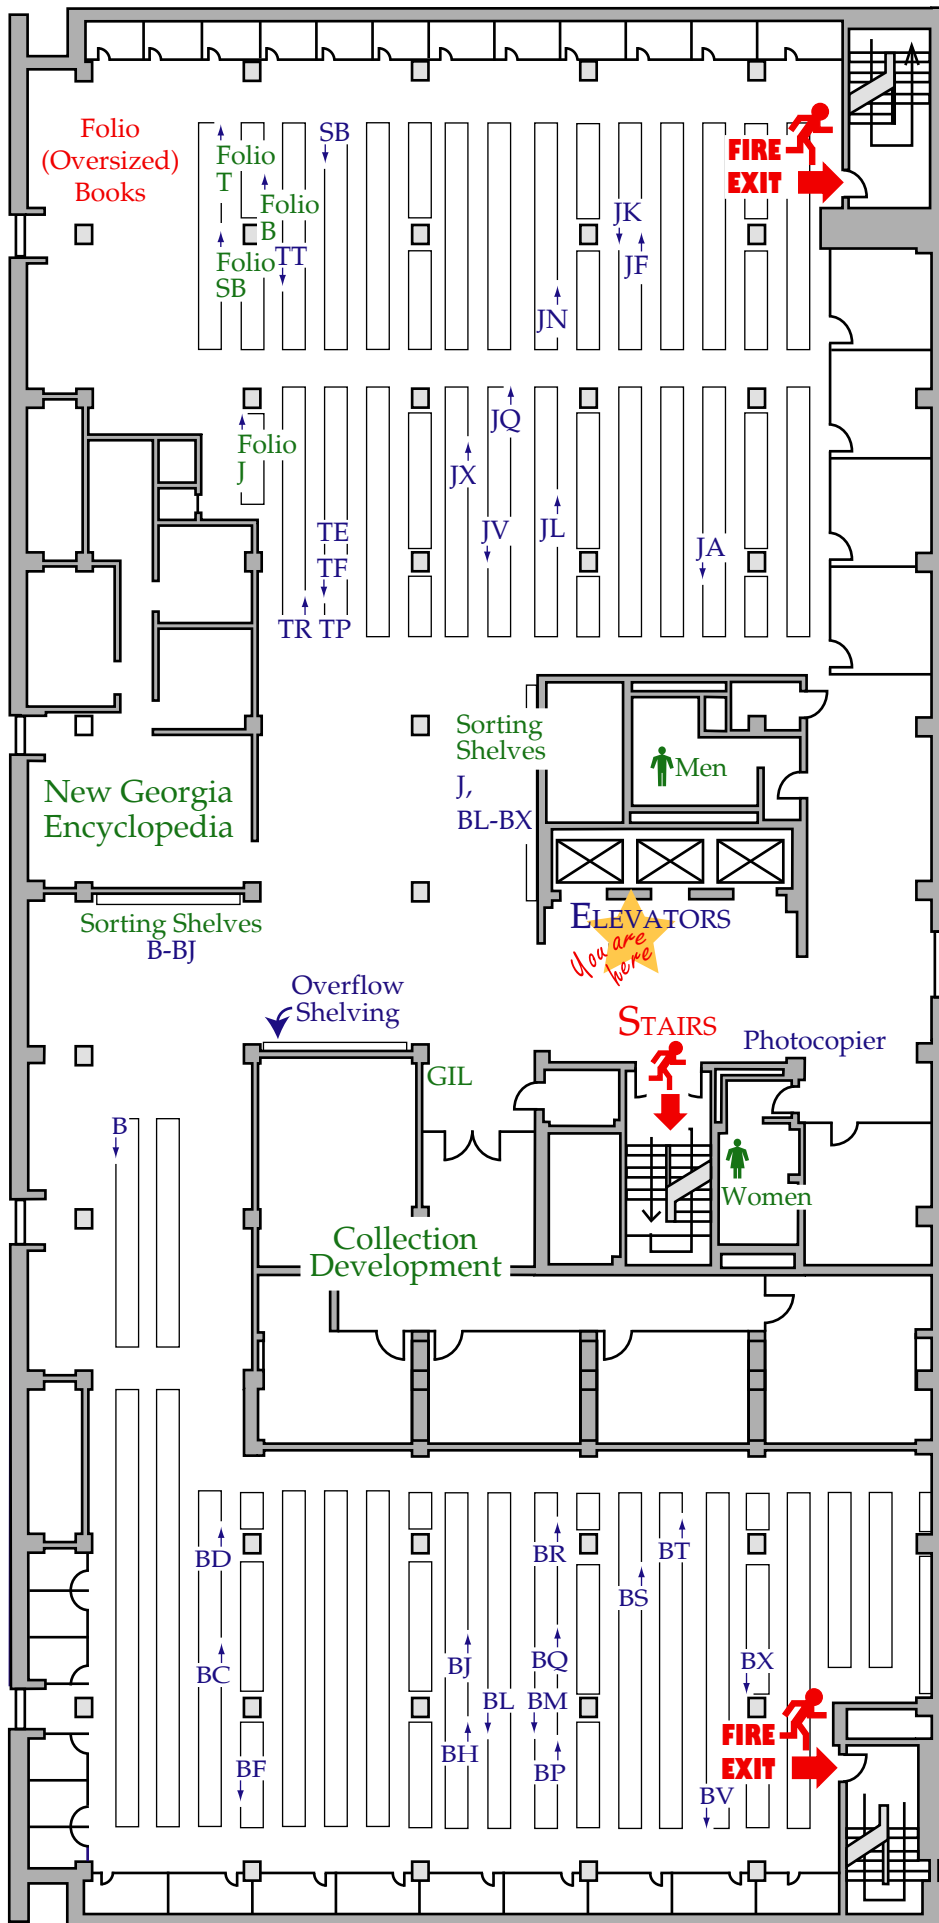 Folio
(Oversized)
Books
Folio
T
SB
FIRE
EXIT
Folio
B
JK
TT
Folio
SB
JF
JN
JQ
Folio
J
JX
TE
JV
JL
JA
TF
TR
TP
Sorting
Shelves
J,
BL-BX
Men
New Georgia
Encyclopedia
Sorting Shelves
B-BJ
ELEVATORS
You are
here
Overflow
Shelving
STAIRS
Photocopier
GIL
B
Women
Collection
Development
BD
BR
BT
BS
BC
BJ
BQ
BX
BL
BM
FIRE
EXIT
BH
BF
BP
BV